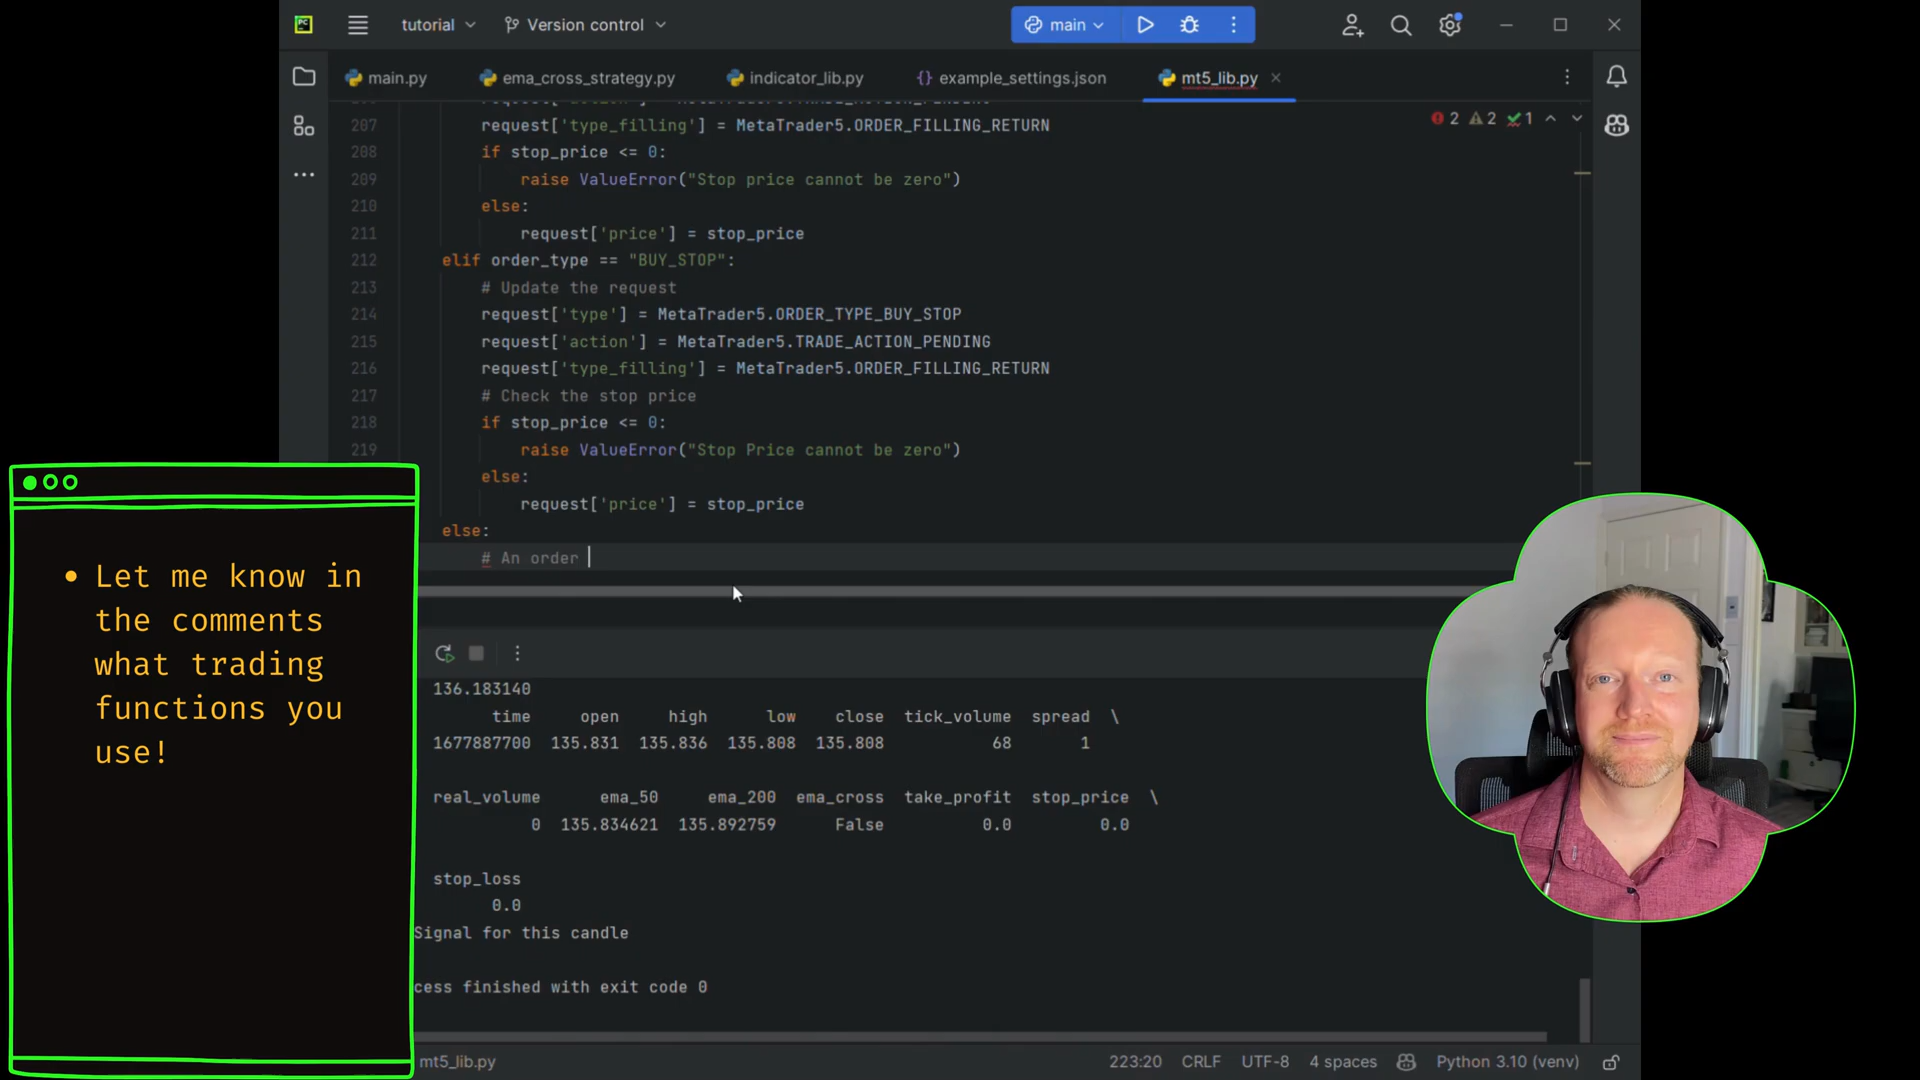 PC
tutorial
Version control
main
main.py
ema_cross_strategy.py
indicator_lib.py
{} example_settings.json
mt5_lib.py
2 2 1
207 request['type_filling'] = MetaTrader5.ORDER_FILLING_RETURN
208 if stop_price <= 0:
209 raise ValueError("Stop price cannot be zero")
210 else:
211 request['price'] = stop_price
212 elif order_type == "BUY_STOP":
213 # Update the request
214 request['type'] = MetaTrader5.ORDER_TYPE_BUY_STOP
215 request['action'] = MetaTrader5.TRADE_ACTION_PENDING
216 request['type_filling'] = MetaTrader5.ORDER_FILLING_RETURN
217 # Check the stop price
218 if stop_price <= 0:
219 raise ValueError("Stop Price cannot be zero")
else:
request['price'] = stop_price
else:
# An order
• Let me know in
the comments
what trading
functions you
use!
136.183140
time open high low close tick_volume spread \
1677887700 135.831 135.836 135.808 135.808 68 1
real_volume ema_50 ema_200 ema_cross take_profit stop_price \
0 135.834621 135.892759 False 0.0 0.0
stop_loss
0.0
Signal for this candle
cess finished with exit code 0
mt5_lib.py
223:20 CRLF UTF-8 4 spaces Python 3.10 (venv)